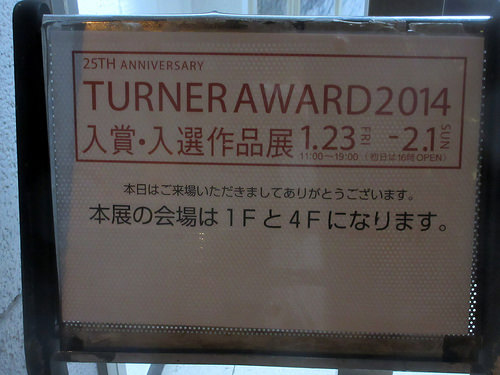 25TH ANNIVERSARY
TURNER AWARD 2014
入賞・入選作品展 1.23 FRI - 2.1 SUN
11:00〜19:00 (初日は16時OPEN)
本日はご来場いただきましてありがとうございます。
本展の会場は1Fと4Fになります。